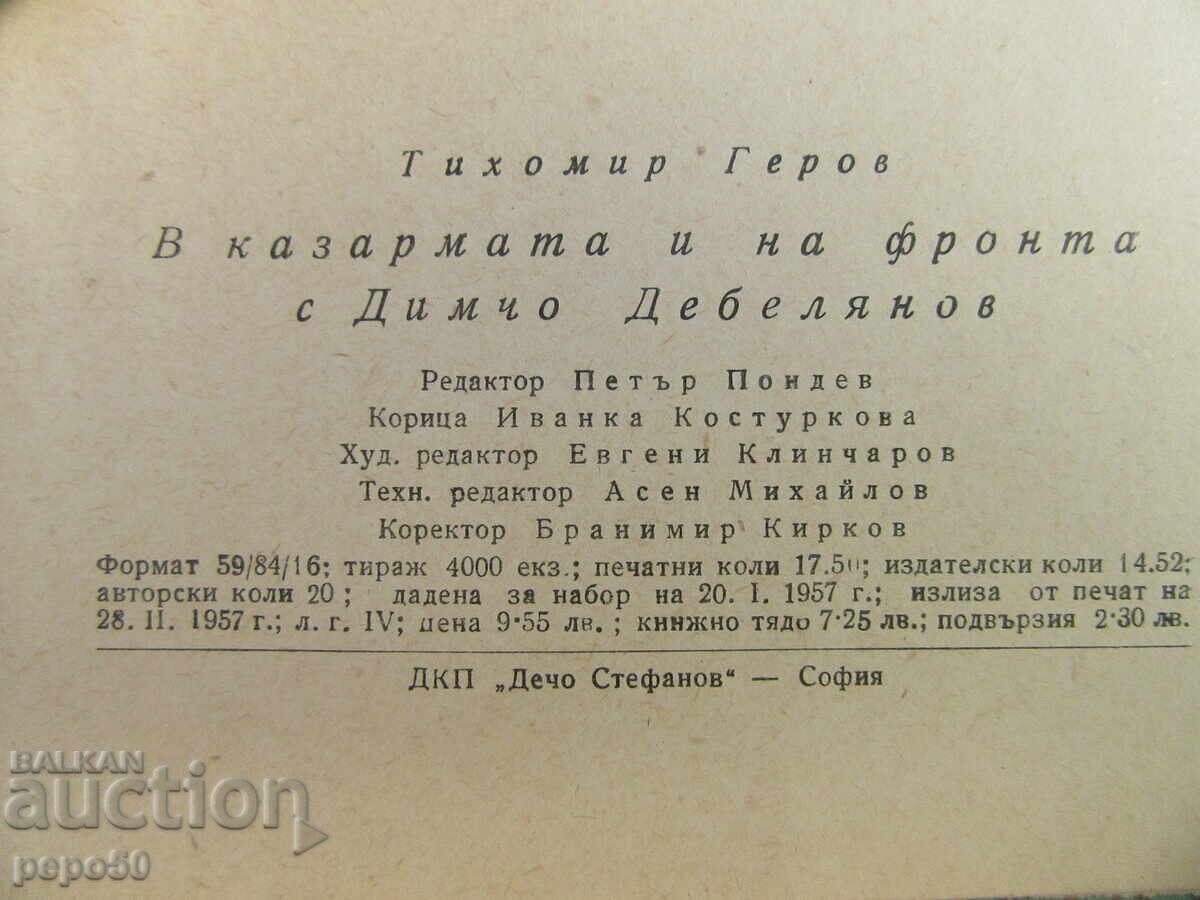 Тихомир Геров
В казармата и на фронта
с Димчо Дебелянов
Редактор Петър Пондев
Корица Иванка Костуркова
Худ. редактор Евгени Клинчаров
Техн. редактор Асен Михайлов
Коректор Бранимир Кирков
Формат 59/84/16; тираж 4000 екз.; печатни коли 17.50; издателски коли 14.52;
авторски коли 20; дадена за набор на 20. I. 1957 г.; излиза от печат на
28. II. 1957 г.; л. г. IV; цена 9·55 лв.; книжно тядо 7·25 лв.; подвързия 2·30 лв.
ДКП „Дечо Стефанов“ — София
BALKAN
auction
pepo50